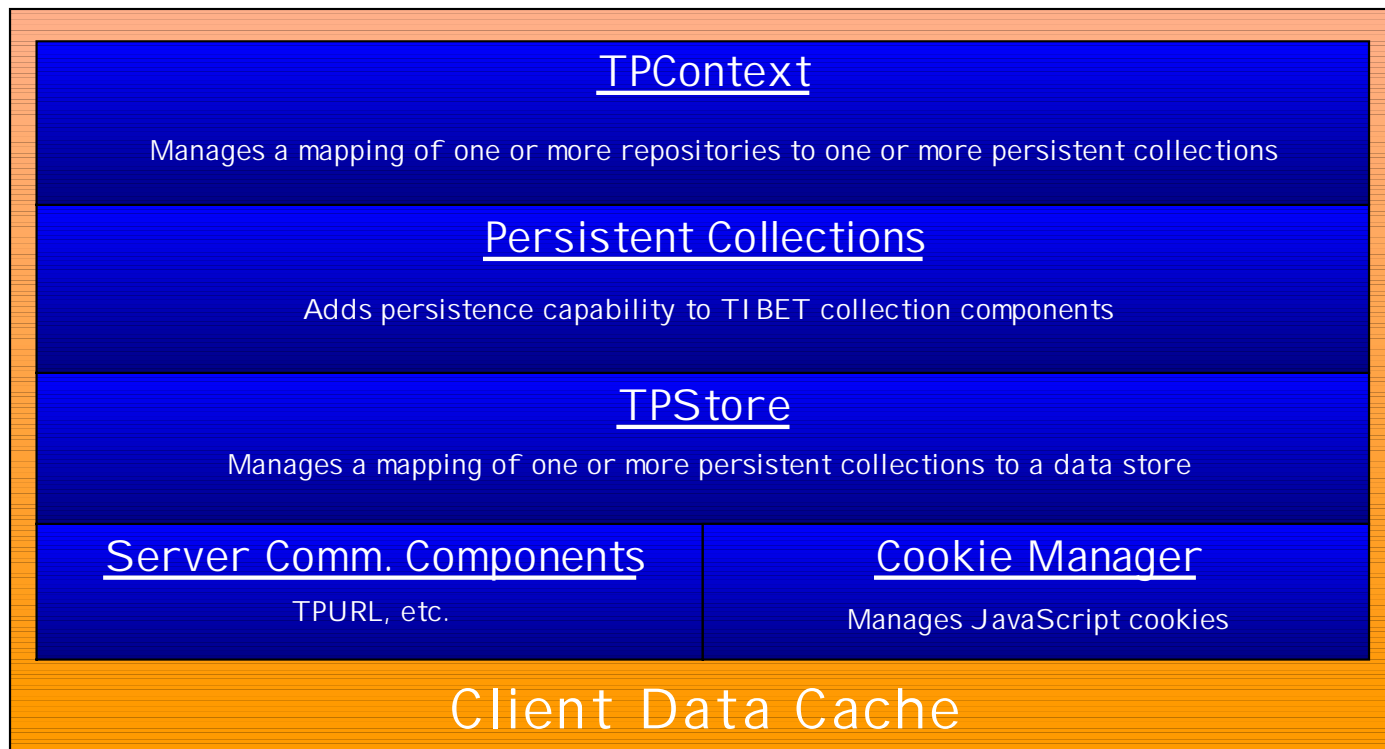 TPContext
Manages a mapping of one or more repositories to one or more persistent collections
Persistent Collections
Adds persistence capability to TIBET collection components
TPStore
Manages a mapping of one or more persistent collections to a data store
Server Comm. Components
TPURL, etc.
Cookie Manager
Manages JavaScript cookies
Client Data Cache